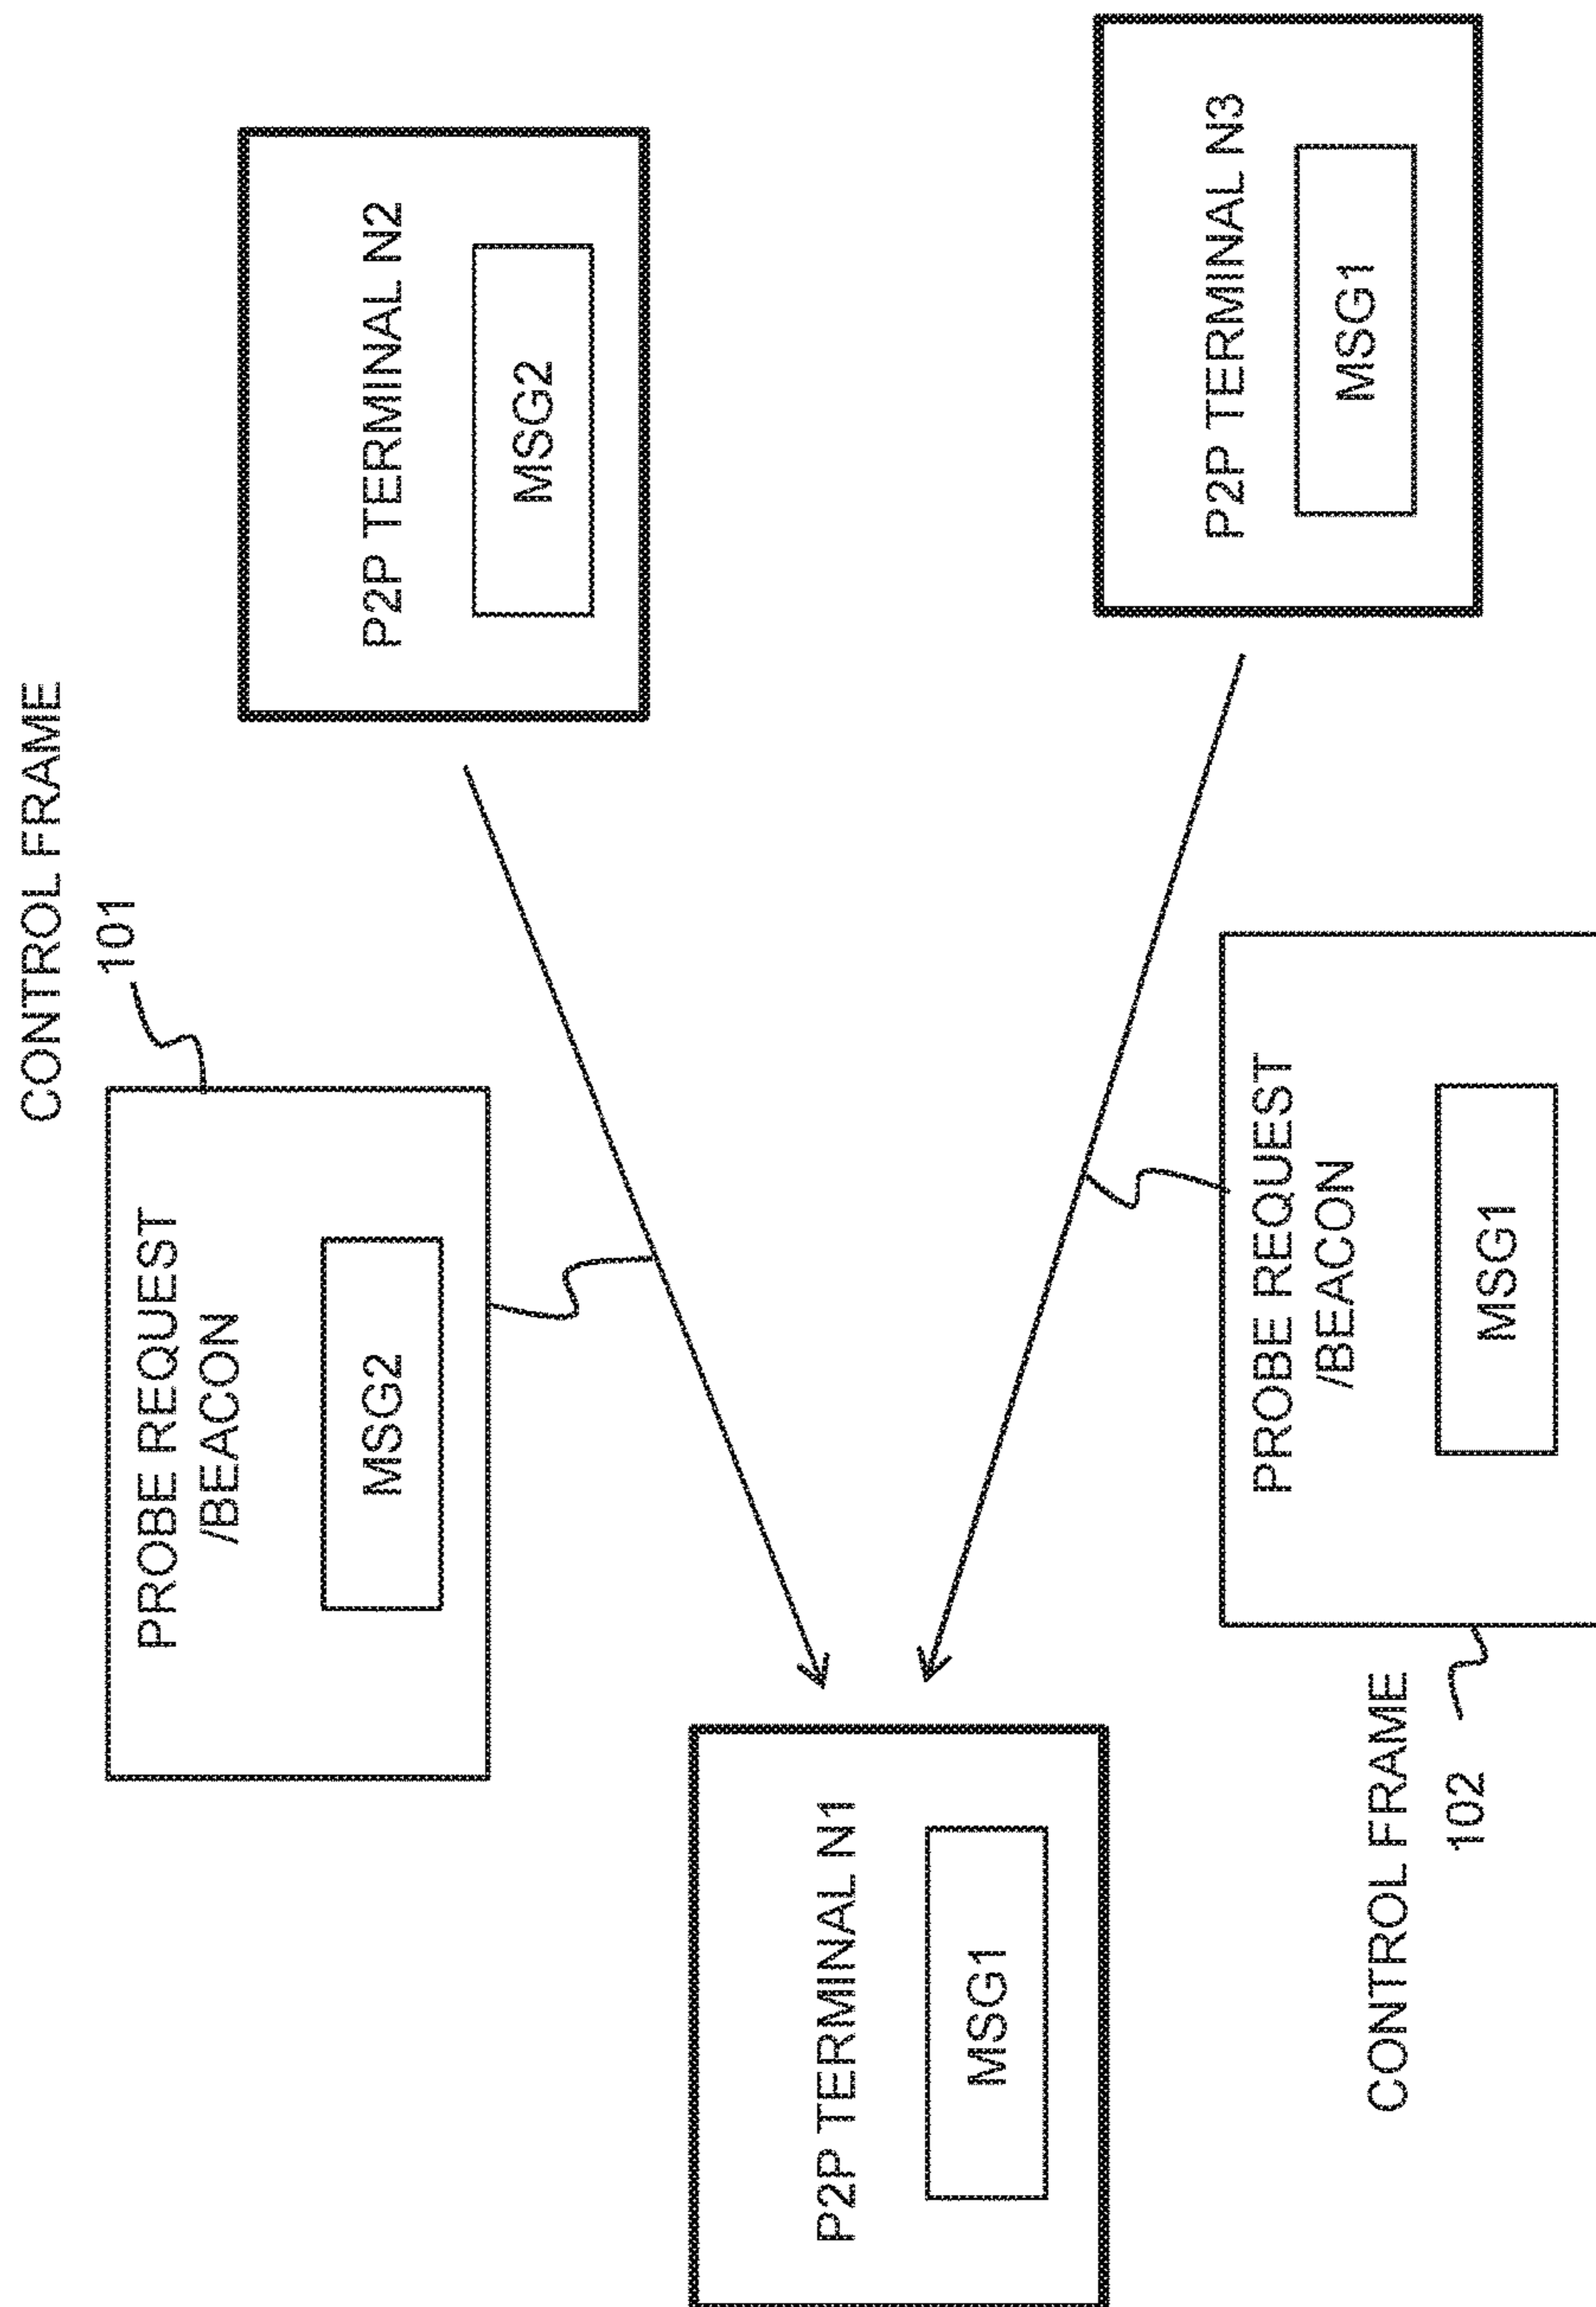 CONTROL FRAME
101
PROBE REQUEST
/BEACON
MSG2
P2P TERMINAL N2
MSG2
P2P TERMINAL N1
MSG1
P2P TERMINAL N3
MSG1
PROBE REQUEST
/BEACON
MSG1
CONTROL FRAME
102